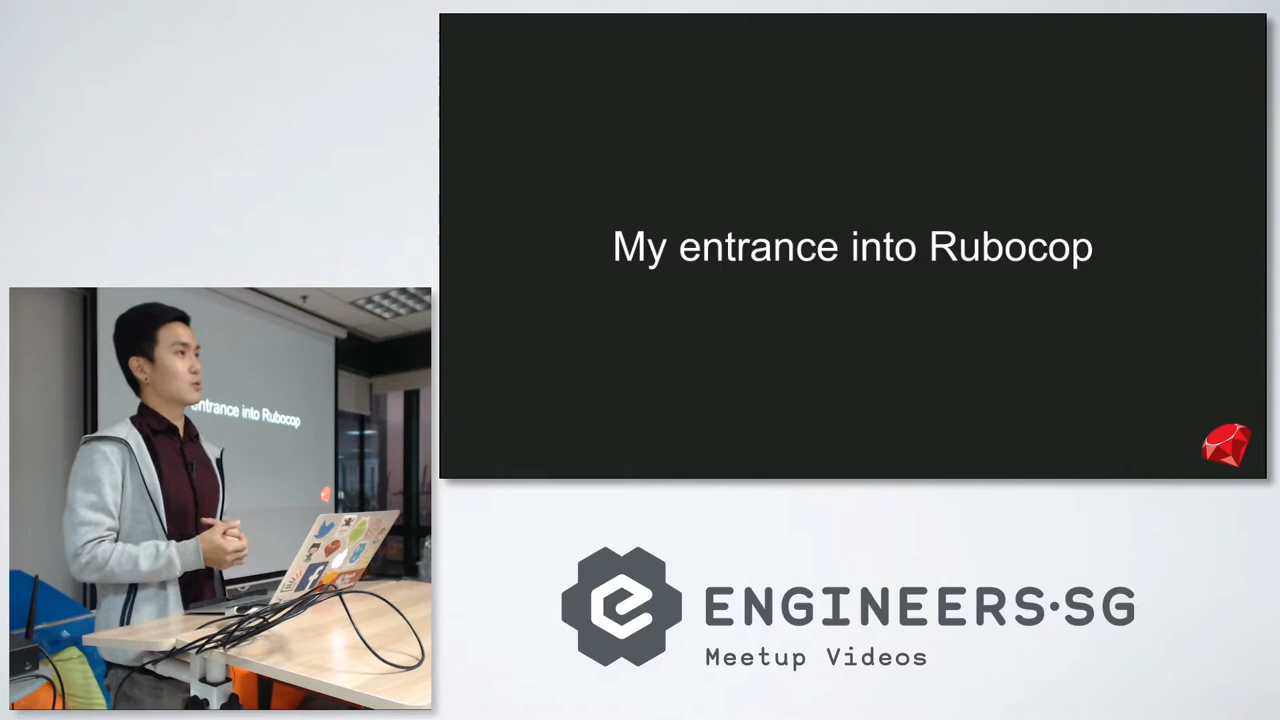 My entrance into Rubocop
entrance into Rubocop
ENGINEERS·SG
Meetup Videos